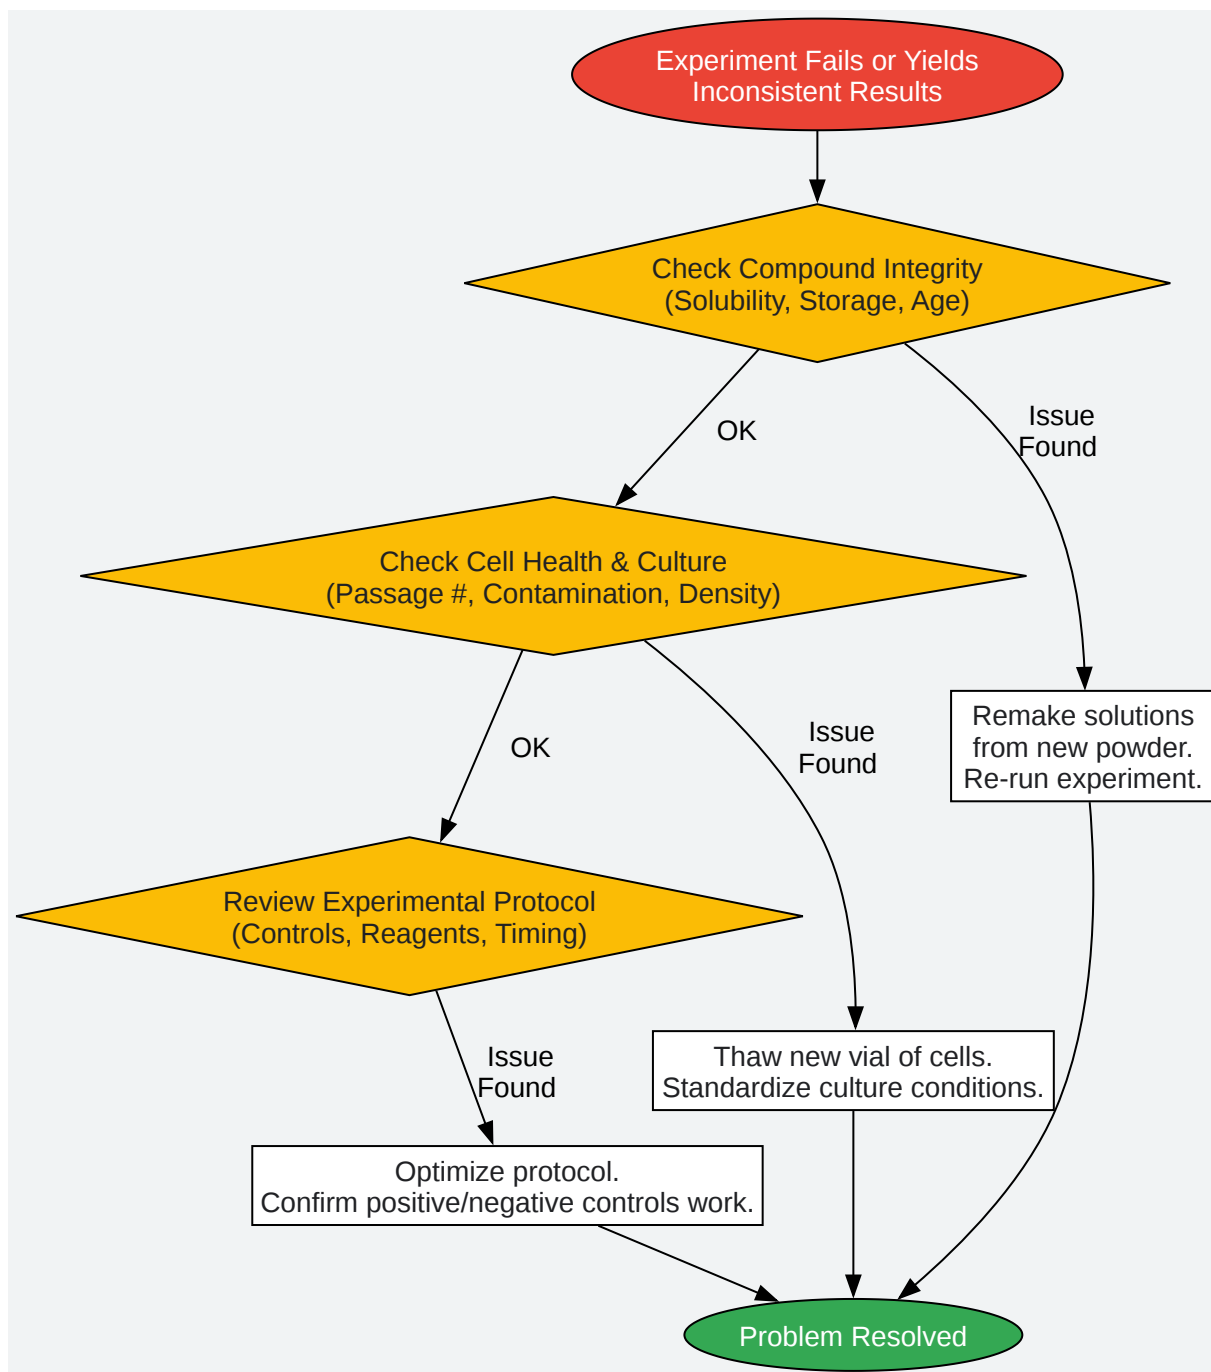 Experiment Fails or Yields
Inconsistent Results
Check Compound Integrity
(Solubility, Storage, Age)
OK
Issue
Found
Check Cell Health & Culture
(Passage #, Contamination, Density)
OK
Issue
Found
Remake solutions
from new powder.
Re-run experiment.
Review Experimental Protocol
(Controls, Reagents, Timing)
Issue
Found
Thaw new vial of cells.
Standardize culture conditions.
Optimize protocol.
Confirm positive/negative controls work.
Problem Resolved